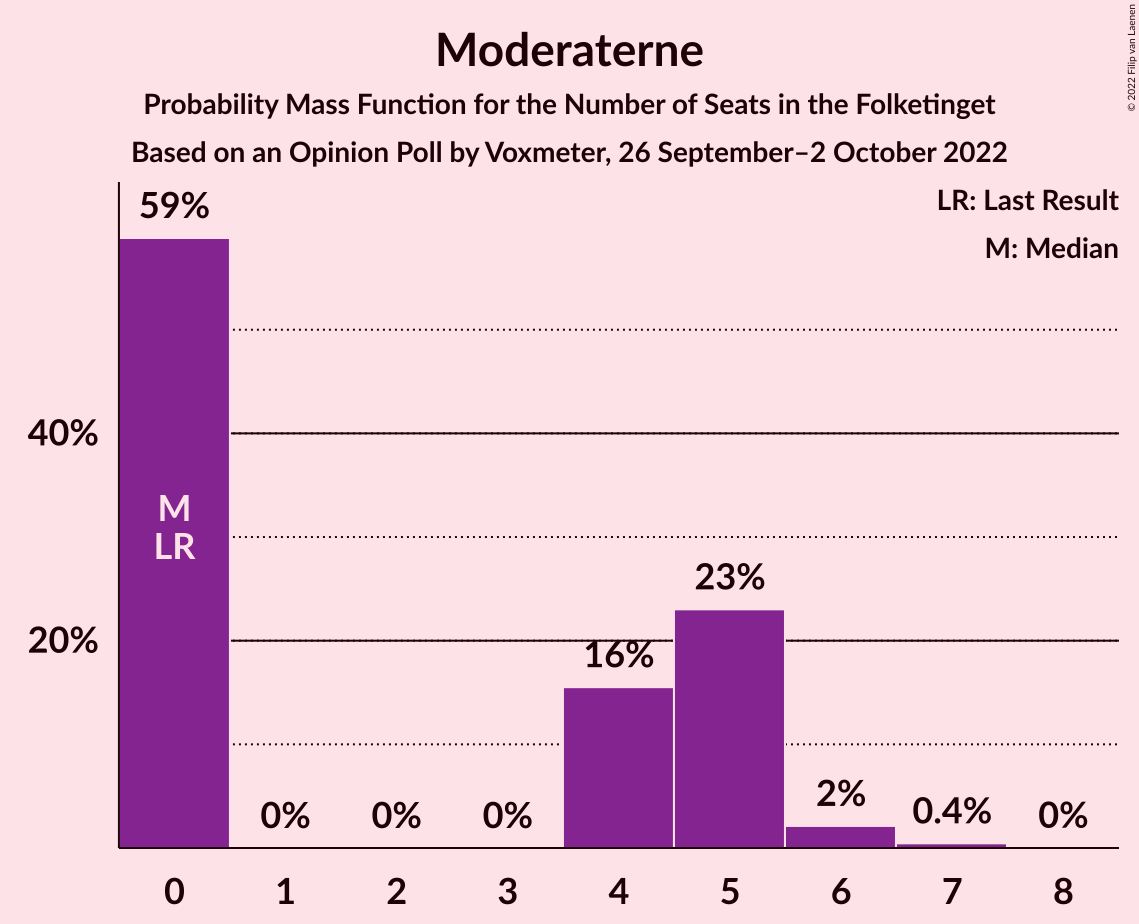 Moderaterne
Probability Mass Function for the Number of Seats in the Folketinget
Based on an Opinion Poll by Voxmeter, 26 September–2 October 2022
© 2022 Filip van Laenen
LR: Last Result
M: Median
59%
40%
M
LR
23%
20%
16%
0%
0%
0%
2%
0.4%
0%
0
1
2
3
4
5
6
7
8